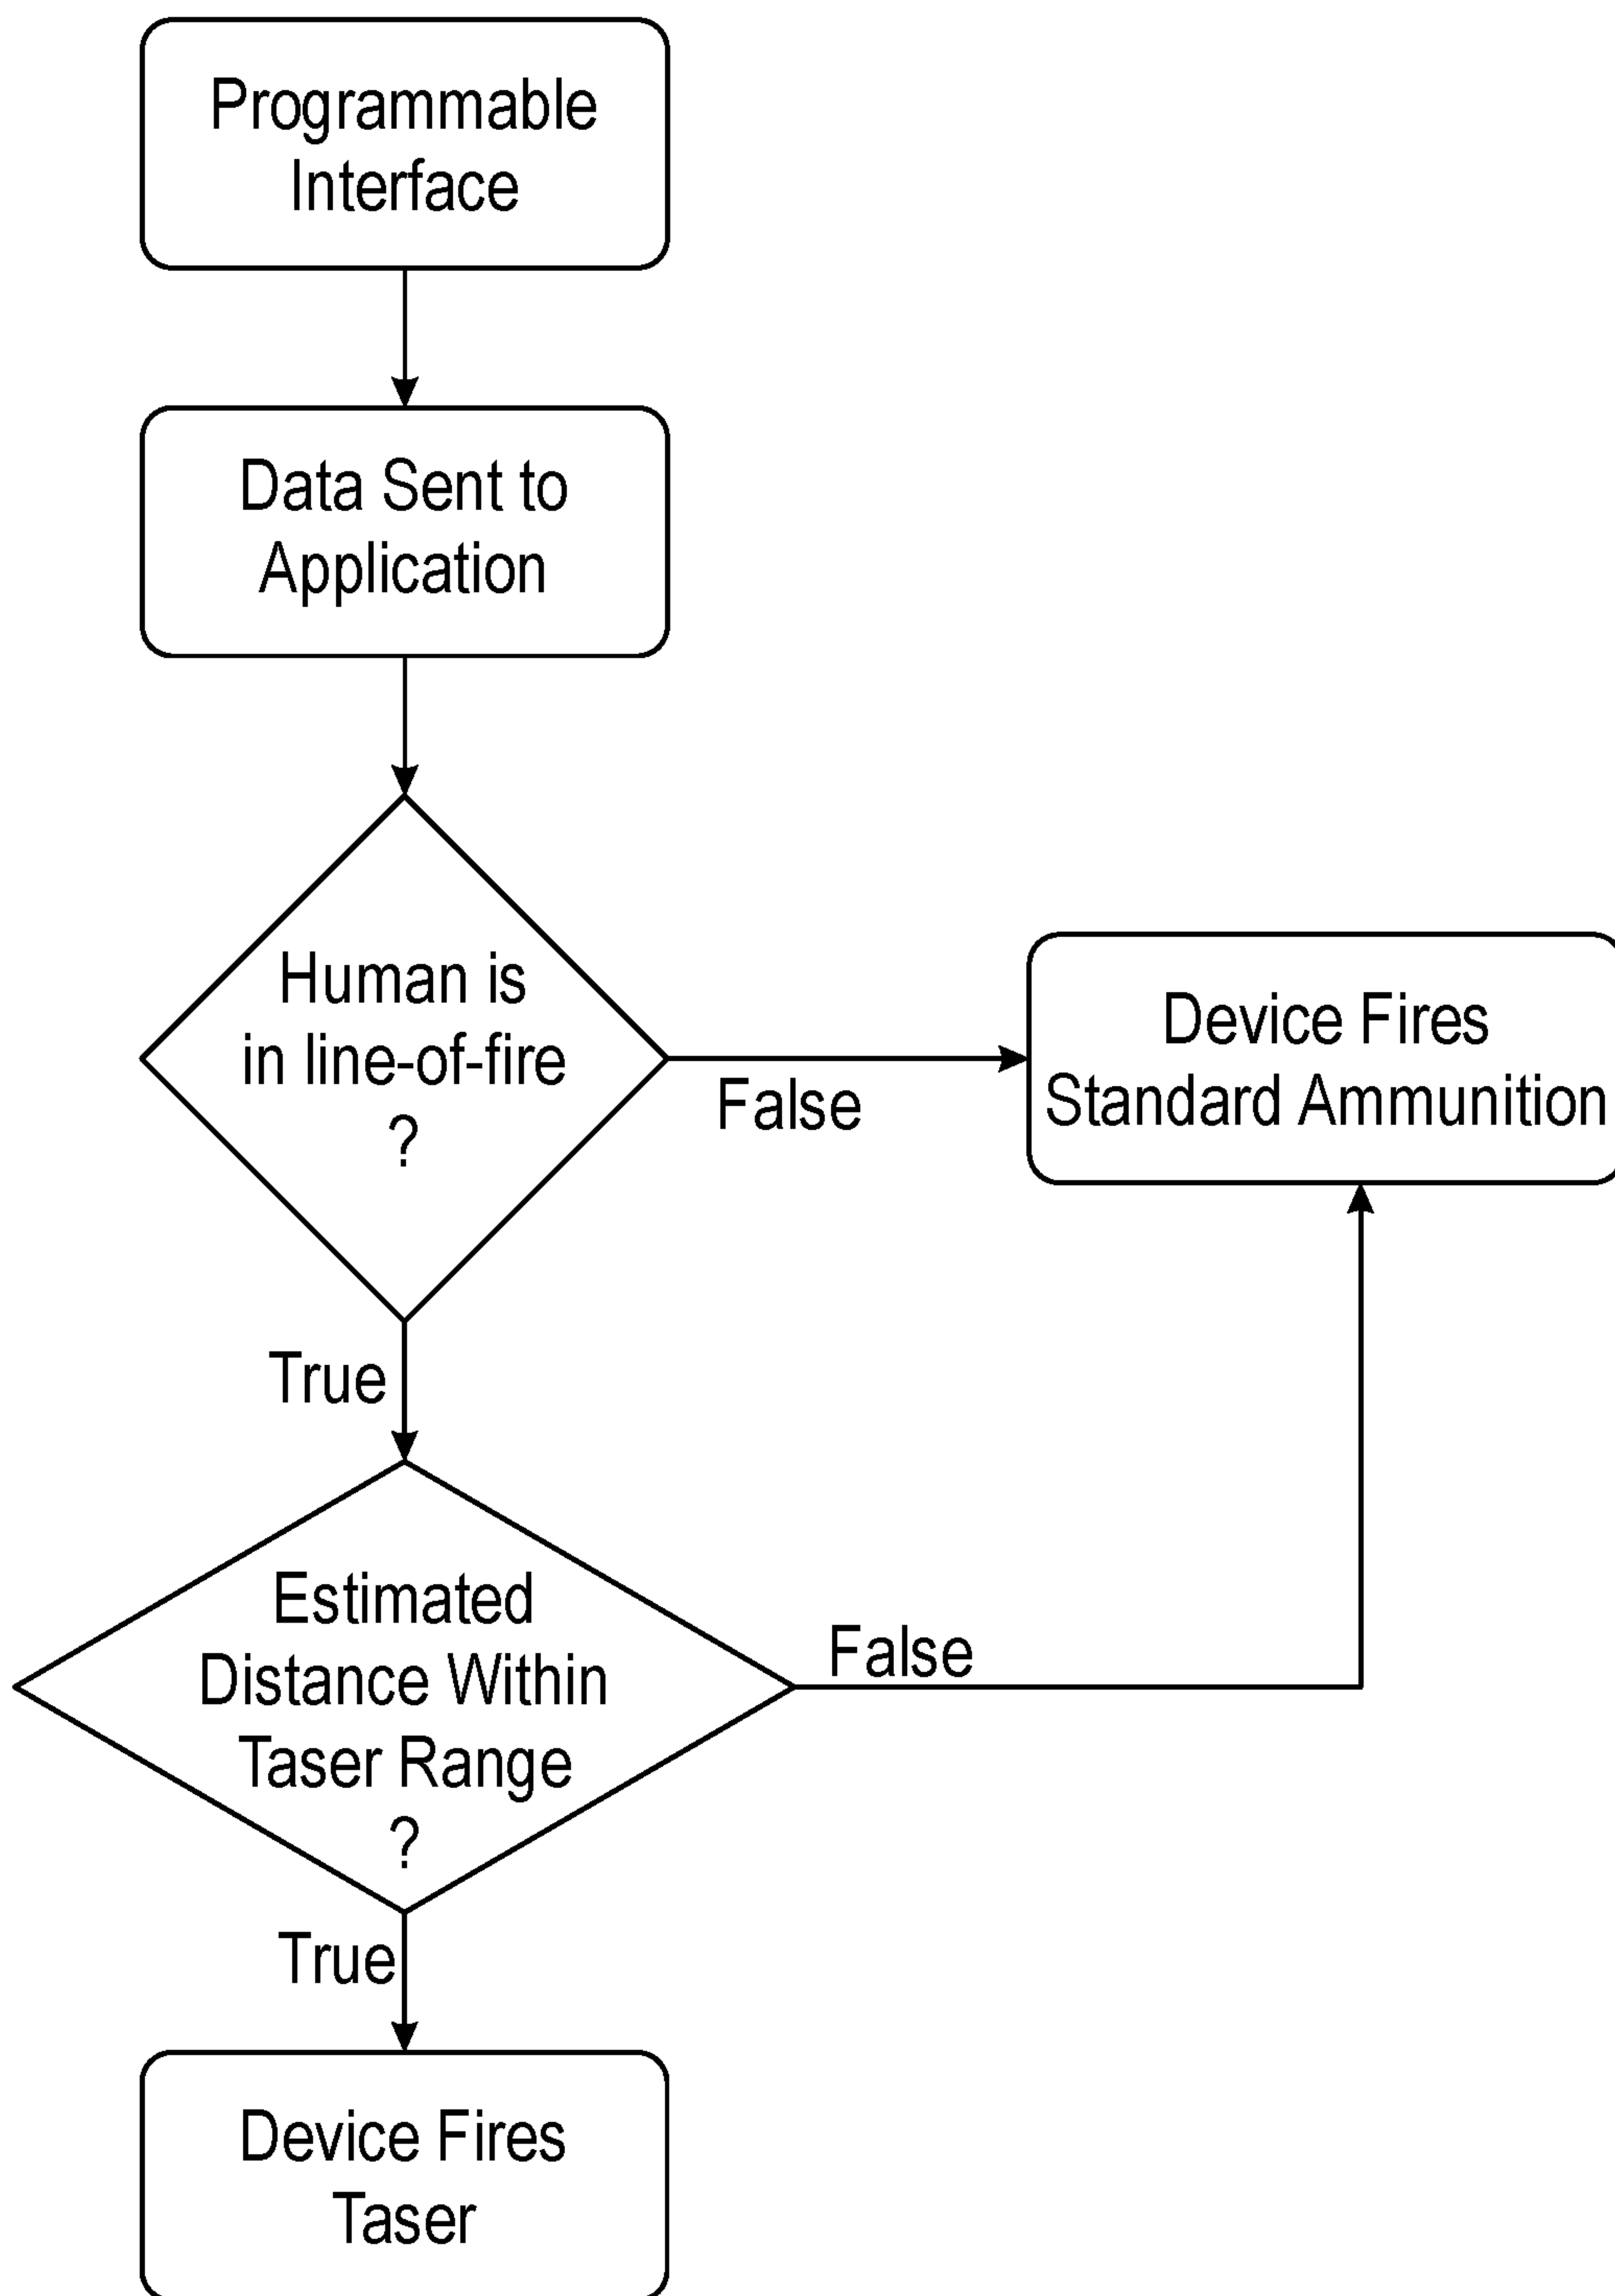 Programmable
Interface
Data Sent to
Application
Human is
in line-of-fire
?
False
Device Fires
Standard Ammunition
True
Estimated
Distance Within
Taser Range
?
False
True
Device Fires
Taser